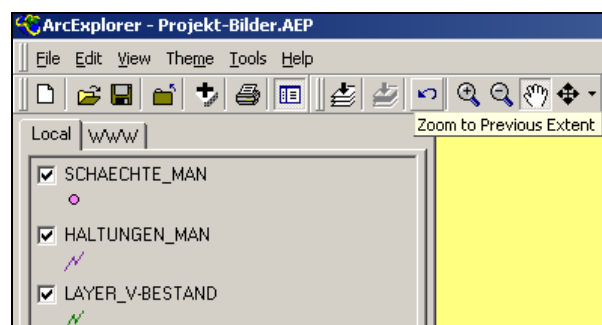 ArcExplorer - Projekt-Bilder.AEP
File Edit View Theme Tools Help
Zoom to Previous Extent
Local WWW
SCHAECHTE_MAN
HALTUNGEN_MAN
LAYER_V-BESTAND